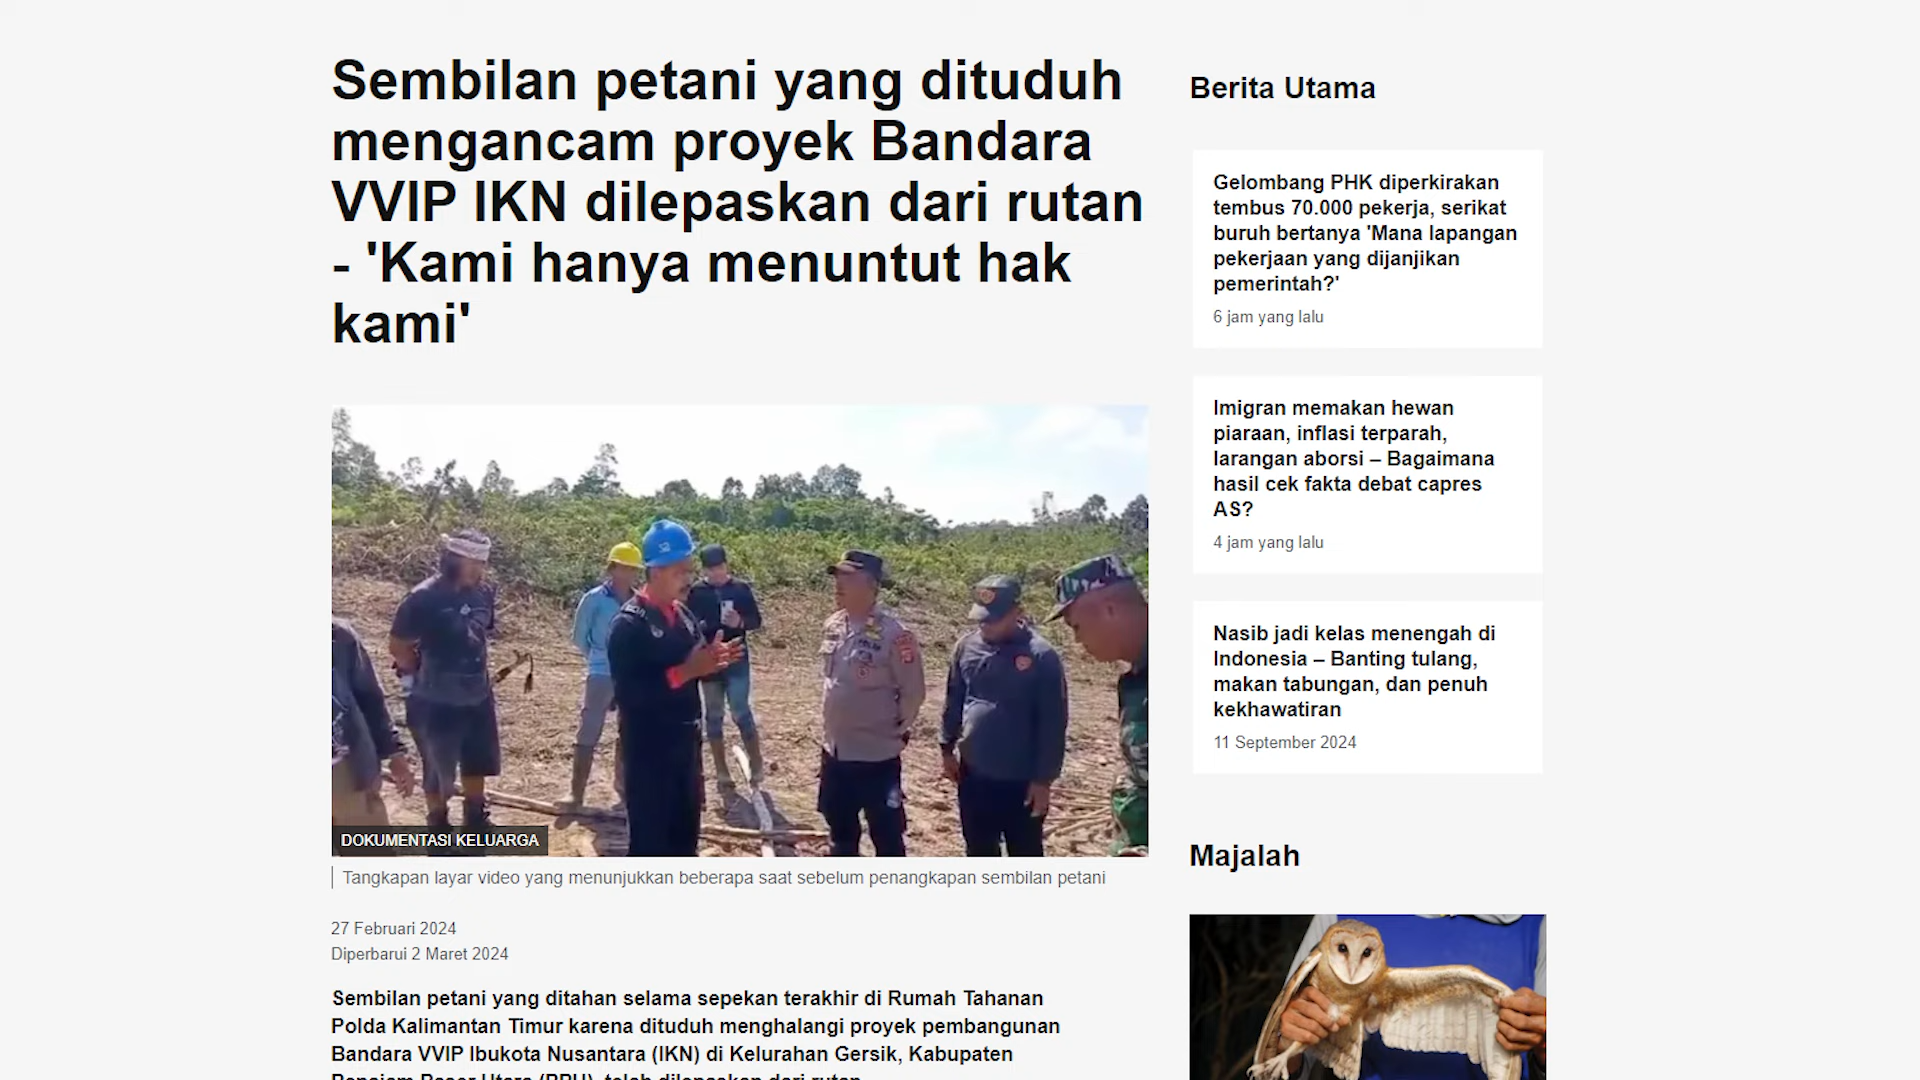 Sembilan petani yang dituduh
mengancam proyek Bandara
VVIP IKN dilepaskan dari rutan
- 'Kami hanya menuntut hak
kami'
DOKUMENTASI KELUARGA
Tangkapan layar video yang menunjukkan beberapa saat sebelum penangkapan sembilan petani
27 Februari 2024
Diperbarui 2 Maret 2024
Sembilan petani yang ditahan selama sepekan terakhir di Rumah Tahanan
Polda Kalimantan Timur karena dituduh menghalangi proyek pembangunan
Bandara VVIP Ibukota Nusantara (IKN) di Kelurahan Gersik, Kabupaten
Penajam Paser Utara (PPU), telah dilepaskan dari rutan.
Berita Utama
Gelombang PHK diperkirakan
tembus 70.000 pekerja, serikat
buruh bertanya 'Mana lapangan
pekerjaan yang dijanjikan
pemerintah?'
6 jam yang lalu
Imigran memakan hewan
piaraan, inflasi terparah,
larangan aborsi – Bagaimana
hasil cek fakta debat capres
AS?
4 jam yang lalu
Nasib jadi kelas menengah di
Indonesia – Banting tulang,
makan tabungan, dan penuh
kekhawatiran
11 September 2024
Majalah